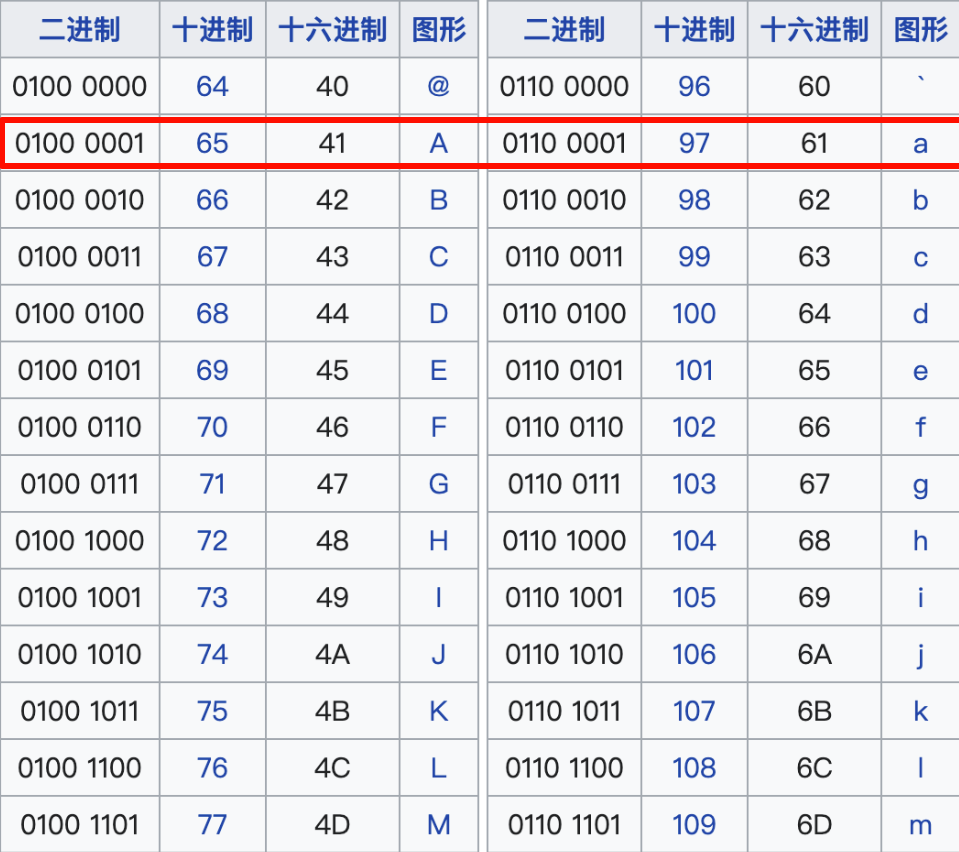 二进制 十进制 十六进制 图形 二进制 十进制 十六进制 图形
0100 0000 64 40 @ 0110 0000 96 60 `
0100 0001 65 41 A 0110 0001 97 61 a
0100 0010 66 42 B 0110 0010 98 62 b
0100 0011 67 43 C 0110 0011 99 63 c
0100 0100 68 44 D 0110 0100 100 64 d
0100 0101 69 45 E 0110 0101 101 65 e
0100 0110 70 46 F 0110 0110 102 66 f
0100 0111 71 47 G 0110 0111 103 67 g
0100 1000 72 48 H 0110 1000 104 68 h
0100 1001 73 49 I 0110 1001 105 69 i
0100 1010 74 4A J 0110 1010 106 6A j
0100 1011 75 4B K 0110 1011 107 6B k
0100 1100 76 4C L 0110 1100 108 6C l
0100 1101 77 4D M 0110 1101 109 6D m